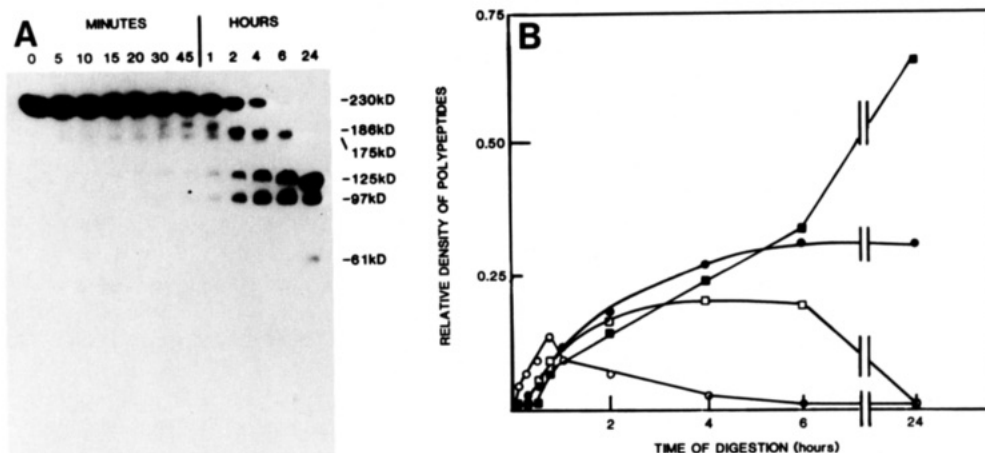 A
MINUTES HOURS
0 5 10 15 20 30 45 1 2 4 6 24
-230kD
-186kD
\175kD
-125kD
-97kD
-61kD
B
RELATIVE DENSITY OF POLYPEPTIDES
0.75
0.50
0.25
2 4 6 24
TIME OF DIGESTION (hours)